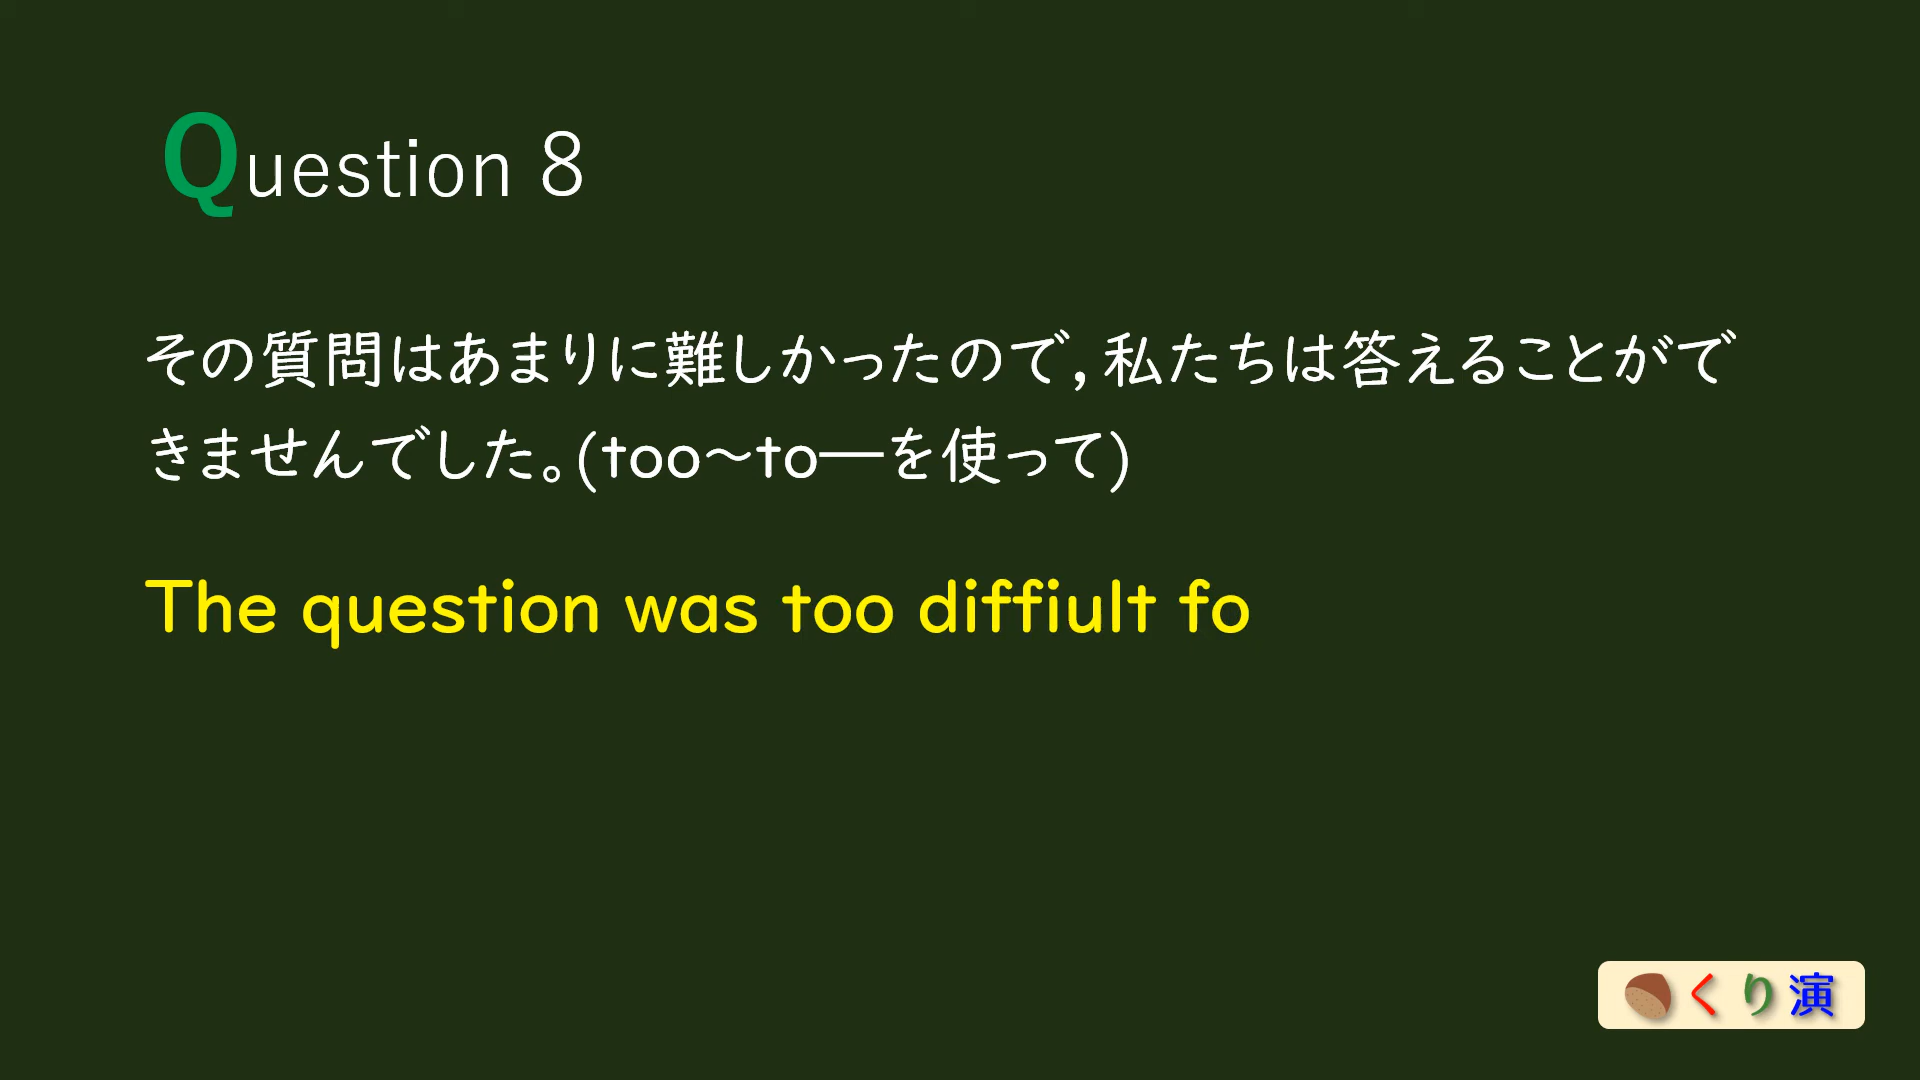 Question 8
その質問はあまりに難しかったので，私たちは答えることがで
きませんでした。(too～to―を使って)
The question was too diffiult fo
くり演